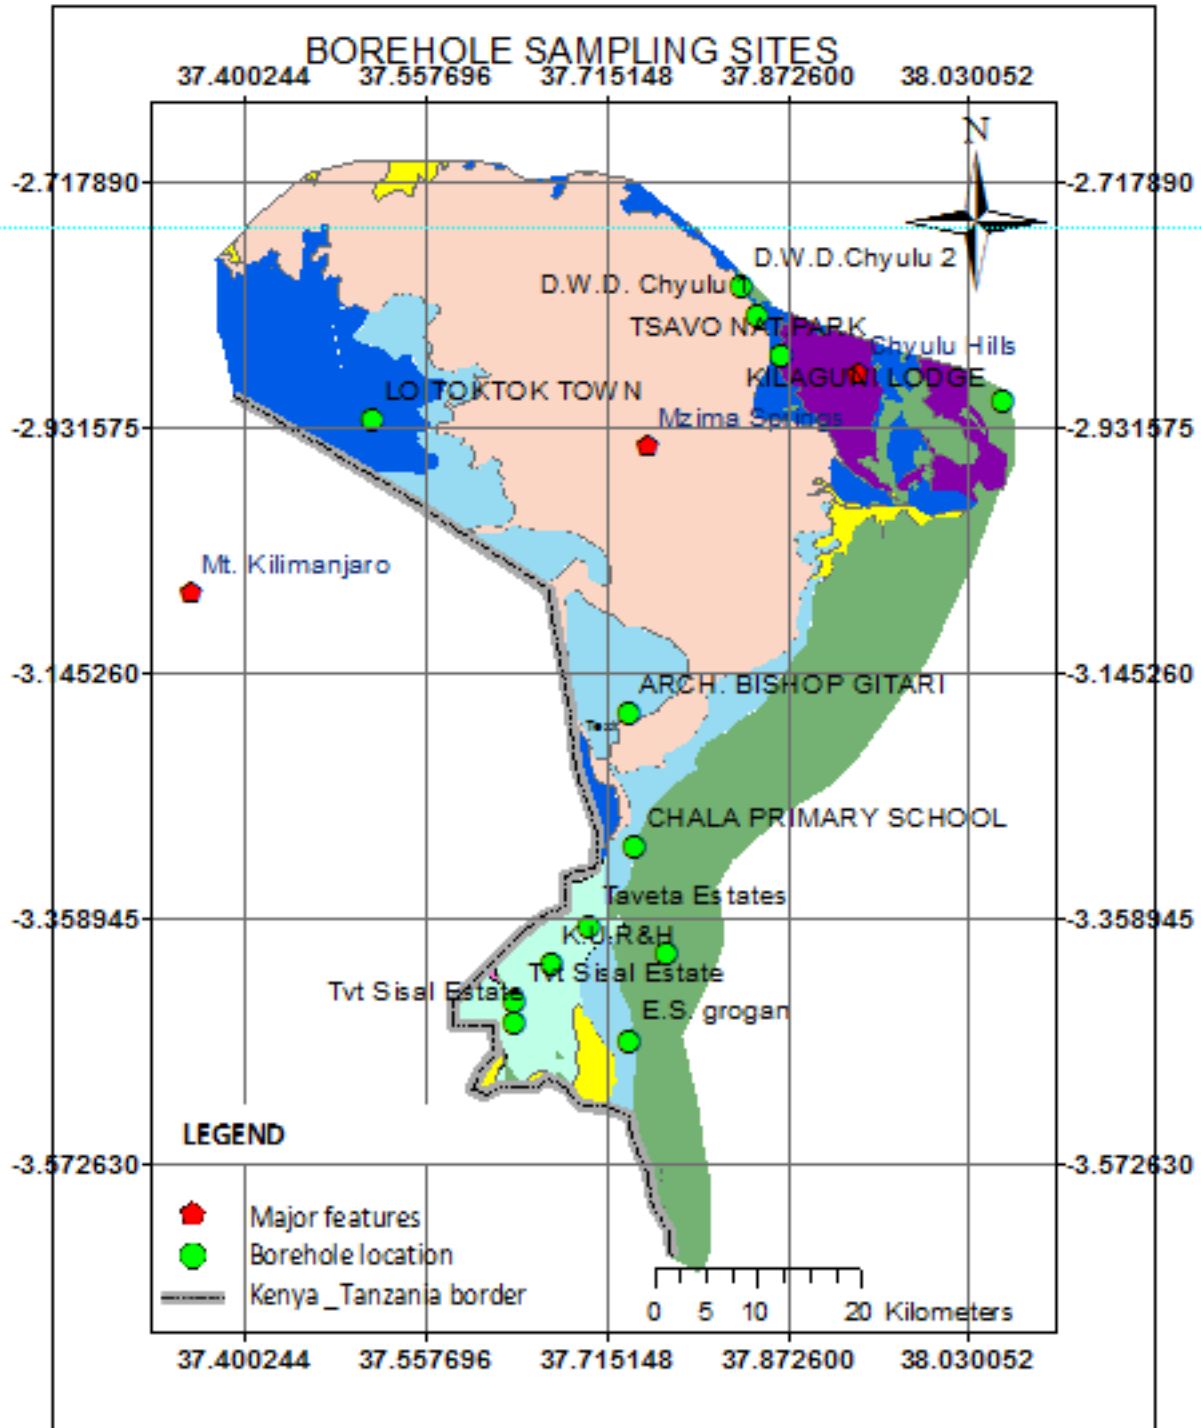 BOREHOLE SAMPLING SITES
37.400244 37.557696 37.715148 37.872600 38.030052
N
-2.717890 -2.717890
D.W.D.Chyulu 2
D.W.D. Chyulu 1
TSAVO NAT.PARK
Chyulu Hills
KILAGUNI LODGE
LO TOKTOK TOWN
Mzima Springs
-2.931575 -2.931575
Mt. Kilimanjaro
-3.145260 -3.145260
ARCH. BISHOP GITARI
Text
CHALA PRIMARY SCHOOL
Taveta Estates
-3.358945 -3.358945
K.U.R&H
Tvt Sisal Estate
Tvt Sisal Estate
E.S. grogan
LEGEND
-3.572630 -3.572630
Major features
Borehole location
Kenya_Tanzania border
0 5 10 20 Kilometers
37.400244 37.557696 37.715148 37.872600 38.030052